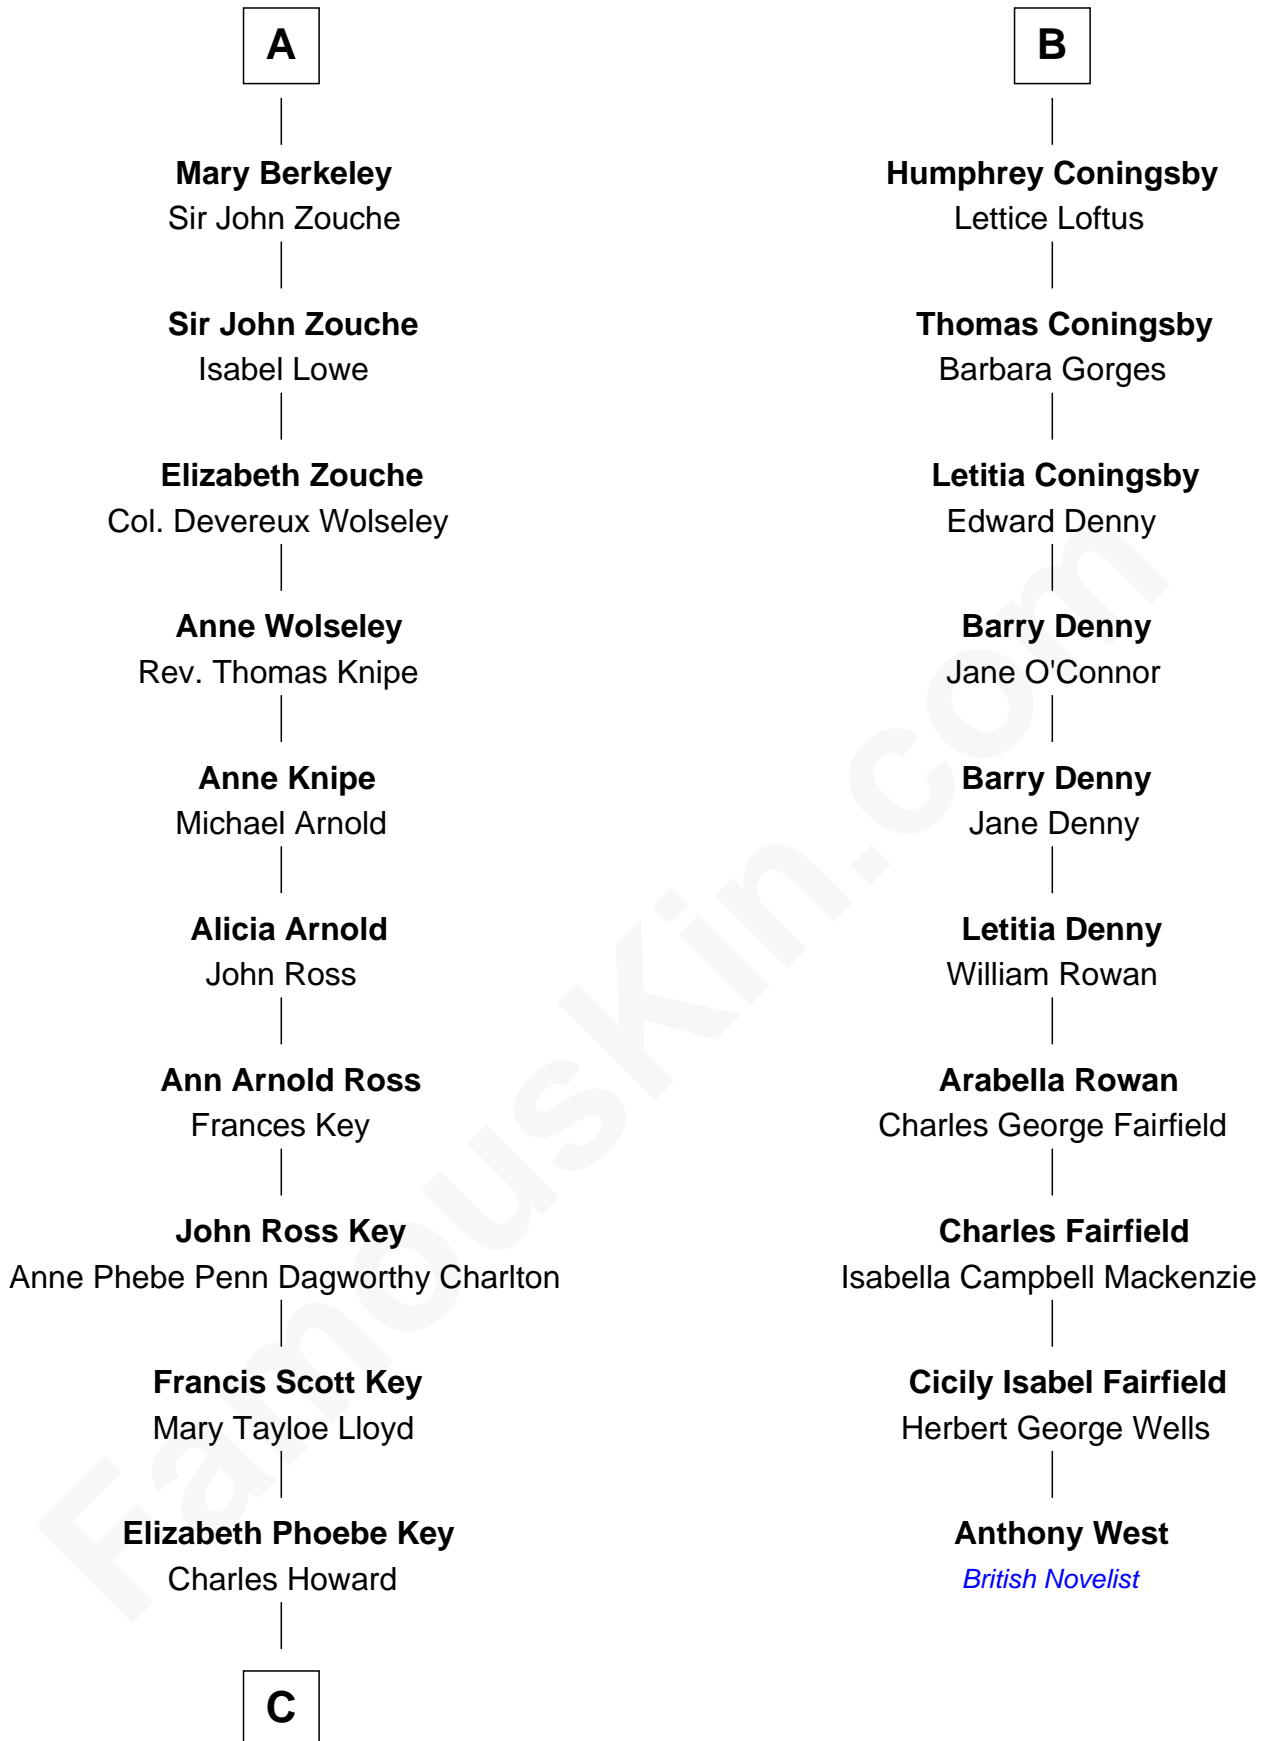 A
Mary Berkeley
Sir John Zouche
Sir John Zouche
Isabel Lowe
Elizabeth Zouche
Col. Devereux Wolseley
Anne Wolseley
Rev. Thomas Knipe
Anne Knipe
Michael Arnold
Alicia Arnold
John Ross
Ann Arnold Ross
Frances Key
John Ross Key
Anne Phebe Penn Dagworthy Charlton
Francis Scott Key
Mary Tayloe Lloyd
Elizabeth Phoebe Key
Charles Howard
C
B
Humphrey Coningsby
Lettice Loftus
Thomas Coningsby
Barbara Gorges
Letitia Coningsby
Edward Denny
Barry Denny
Jane O'Connor
Barry Denny
Jane Denny
Letitia Denny
William Rowan
Arabella Rowan
Charles George Fairfield
Charles Fairfield
Isabella Campbell Mackenzie
Cicily Isabel Fairfield
Herbert George Wells
Anthony West
British Novelist
FamousKin.com